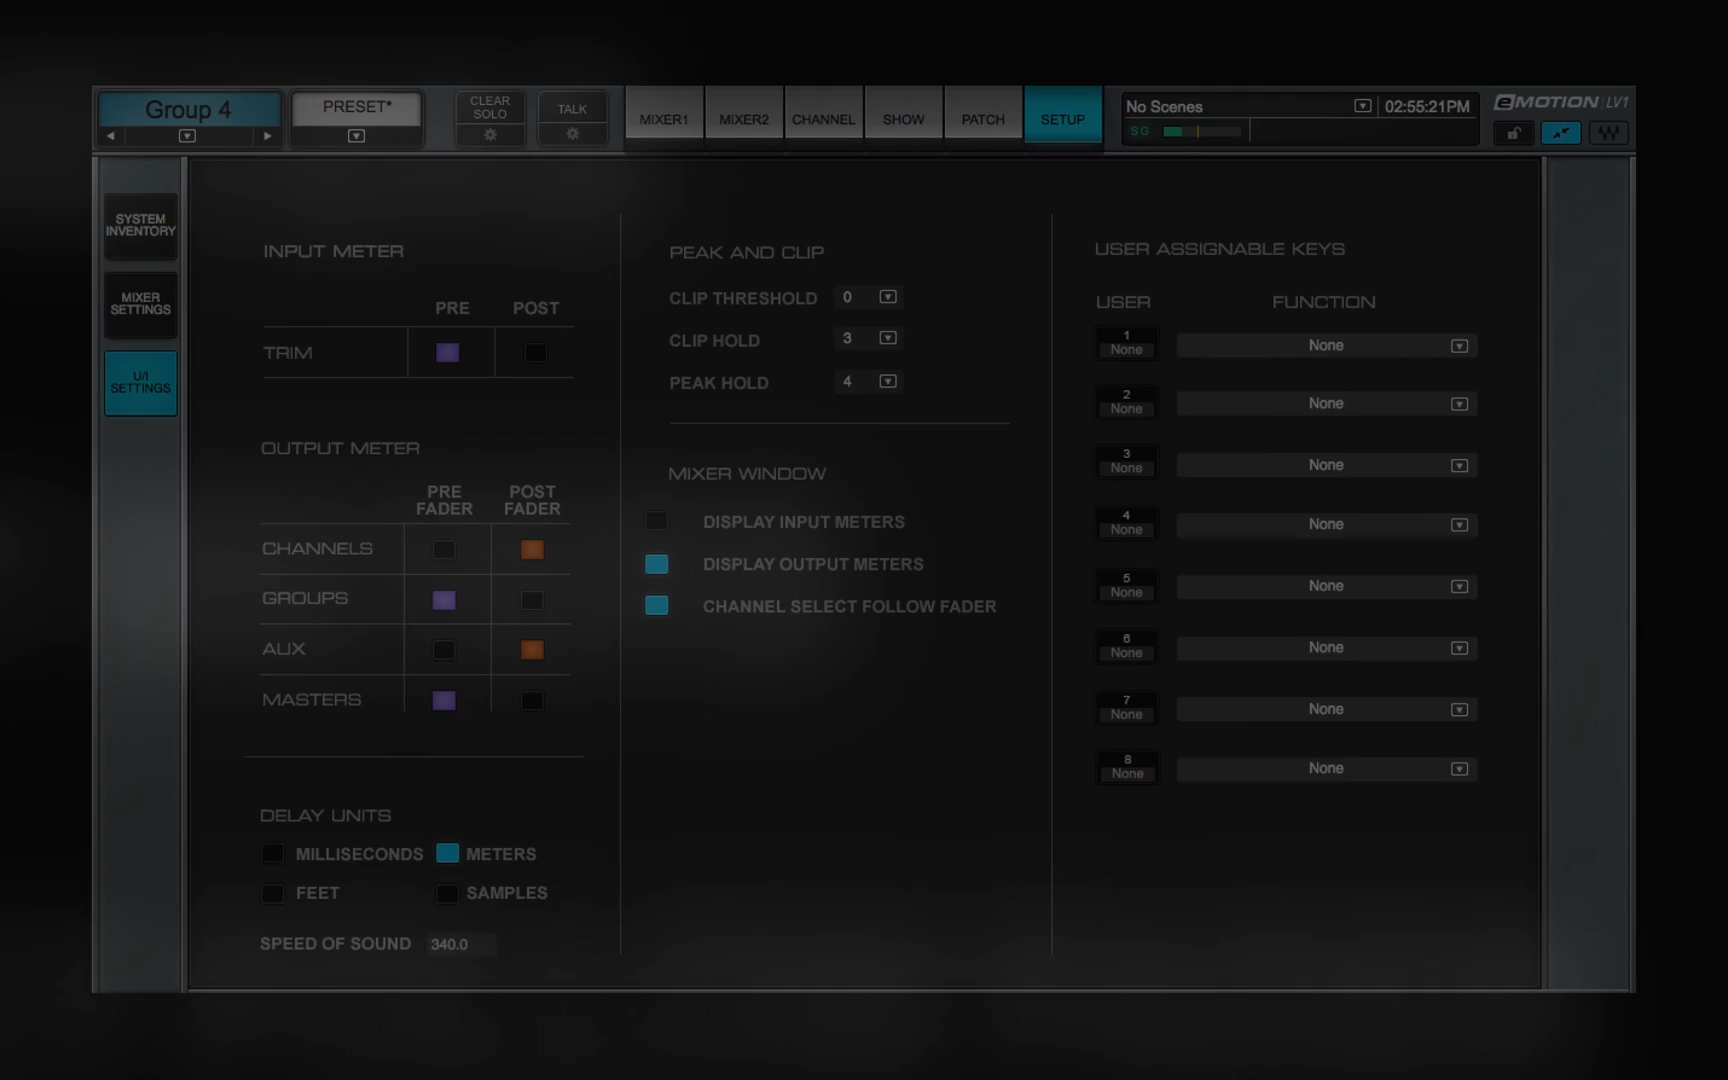 Group 4
PRESET*
CLEAR
SOLO
TALK
MIXER1
MIXER2
CHANNEL
SHOW
PATCH
SETUP
No Scenes
02:55:21PM
SG
eMOTION LV1
SYSTEM
INVENTORY
MIXER
SETTINGS
U/I
SETTINGS
INPUT METER
PRE POST
TRIM
OUTPUT METER
PRE
FADER
POST
FADER
CHANNELS
GROUPS
AUX
MASTERS
DELAY UNITS
MILLISECONDS METERS
FEET SAMPLES
SPEED OF SOUND 340.0
PEAK AND CLIP
CLIP THRESHOLD 0
CLIP HOLD 3
PEAK HOLD 4
MIXER WINDOW
DISPLAY INPUT METERS
DISPLAY OUTPUT METERS
CHANNEL SELECT FOLLOW FADER
USER ASSIGNABLE KEYS
USER FUNCTION
1
None
None
2
None
None
3
None
None
4
None
None
5
None
None
6
None
None
7
None
None
8
None
None